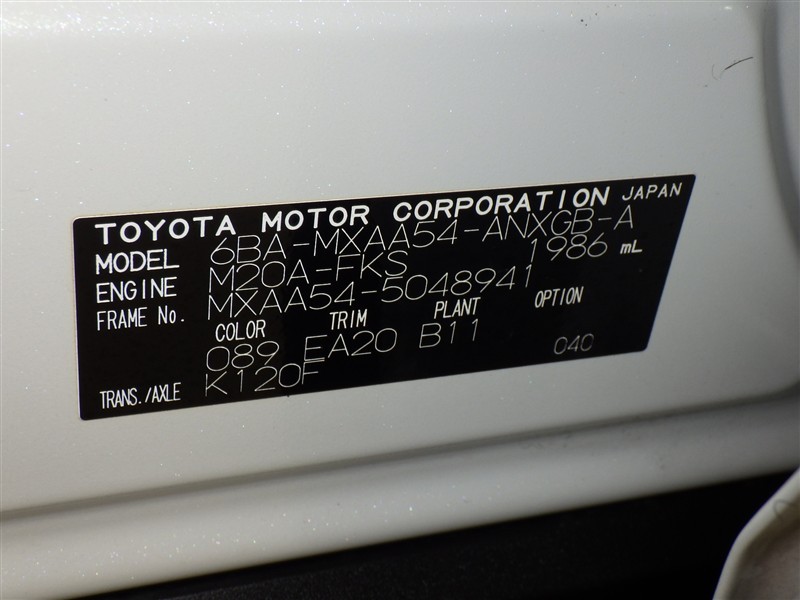 TOYOTA MOTOR CORPORATION JAPAN
MODEL 6BA-MXAA54-ANXGB-A
ENGINE M20A-FKS 1986 mL
FRAME No. MXAA54-5048941
COLOR TRIM PLANT OPTION
089 EA20 B11 040
TRANS./AXLE K120F